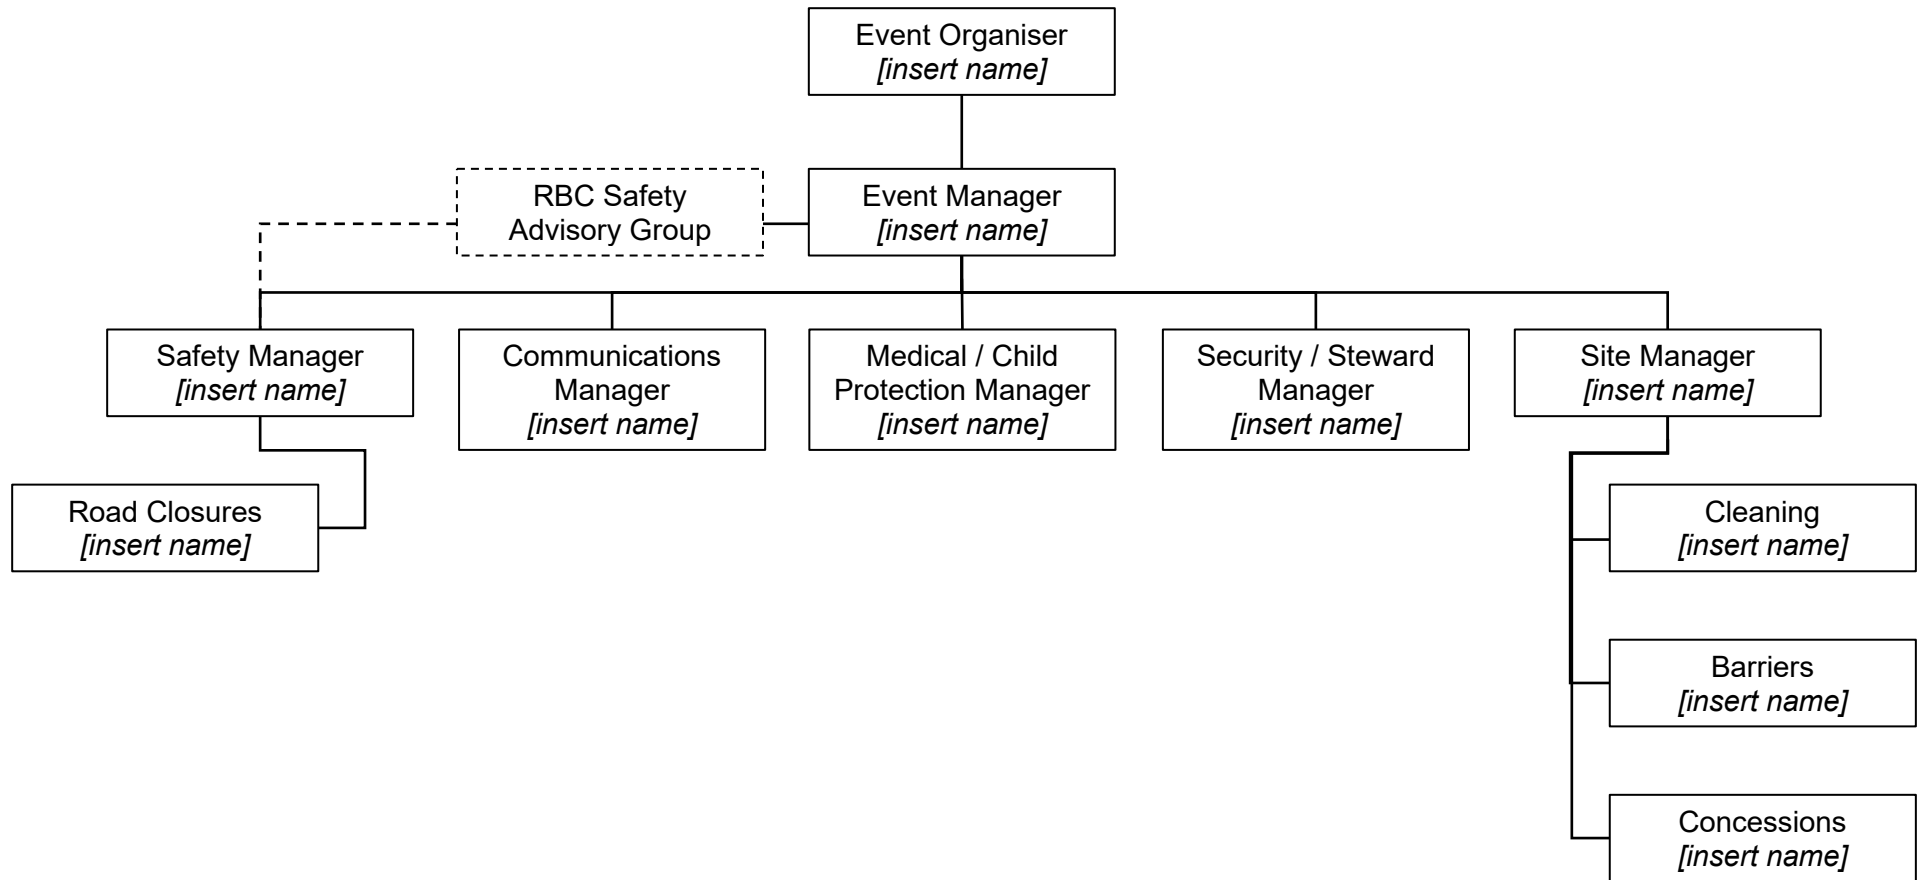 Event Organiser
[insert name]
RBC Safety
Advisory Group
Event Manager
[insert name]
Safety Manager
[insert name]
Communications
Manager
[insert name]
Medical / Child
Protection Manager
[insert name]
Security / Steward
Manager
[insert name]
Site Manager
[insert name]
Road Closures
[insert name]
Cleaning
[insert name]
Barriers
[insert name]
Concessions
[insert name]